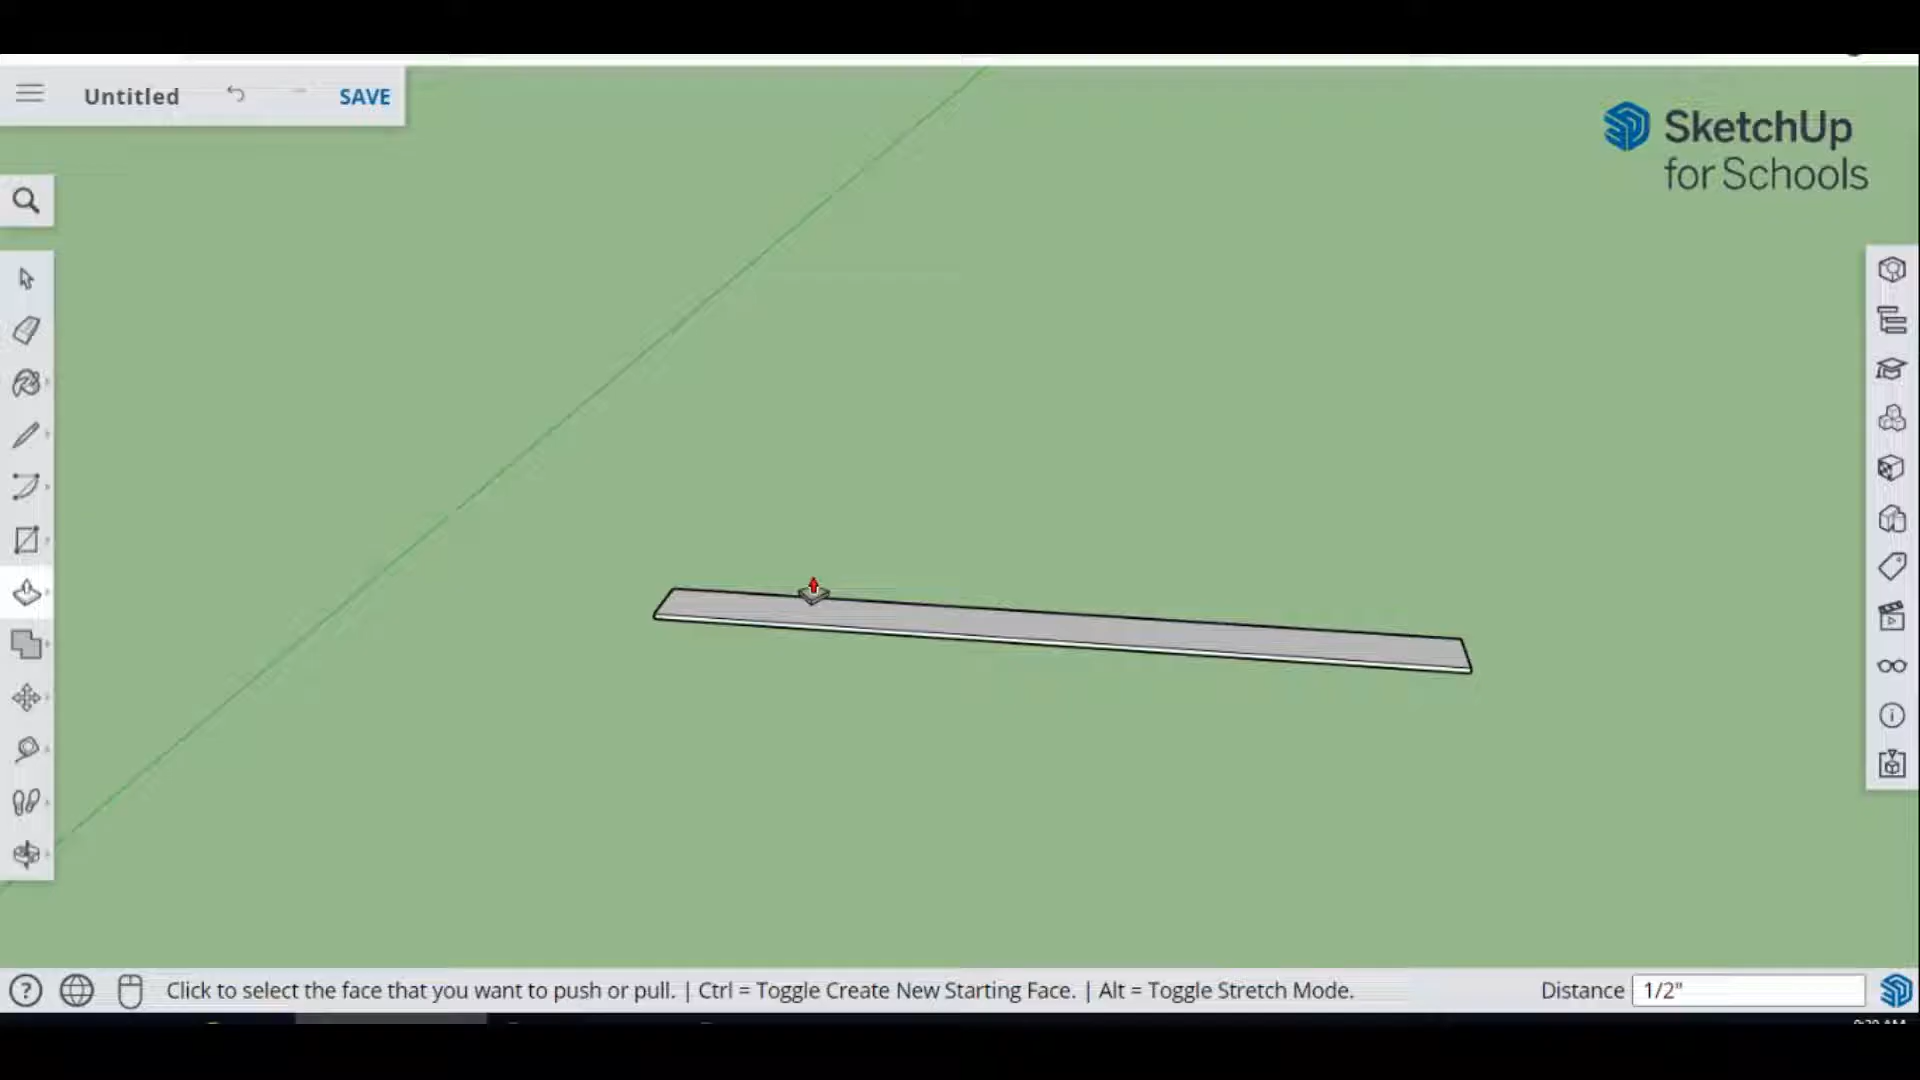 Untitled
SAVE
SketchUp
for Schools
Click to select the face that you want to push or pull. | Ctrl = Toggle Create New Starting Face. | Alt = Toggle Stretch Mode.
Distance 1/2"